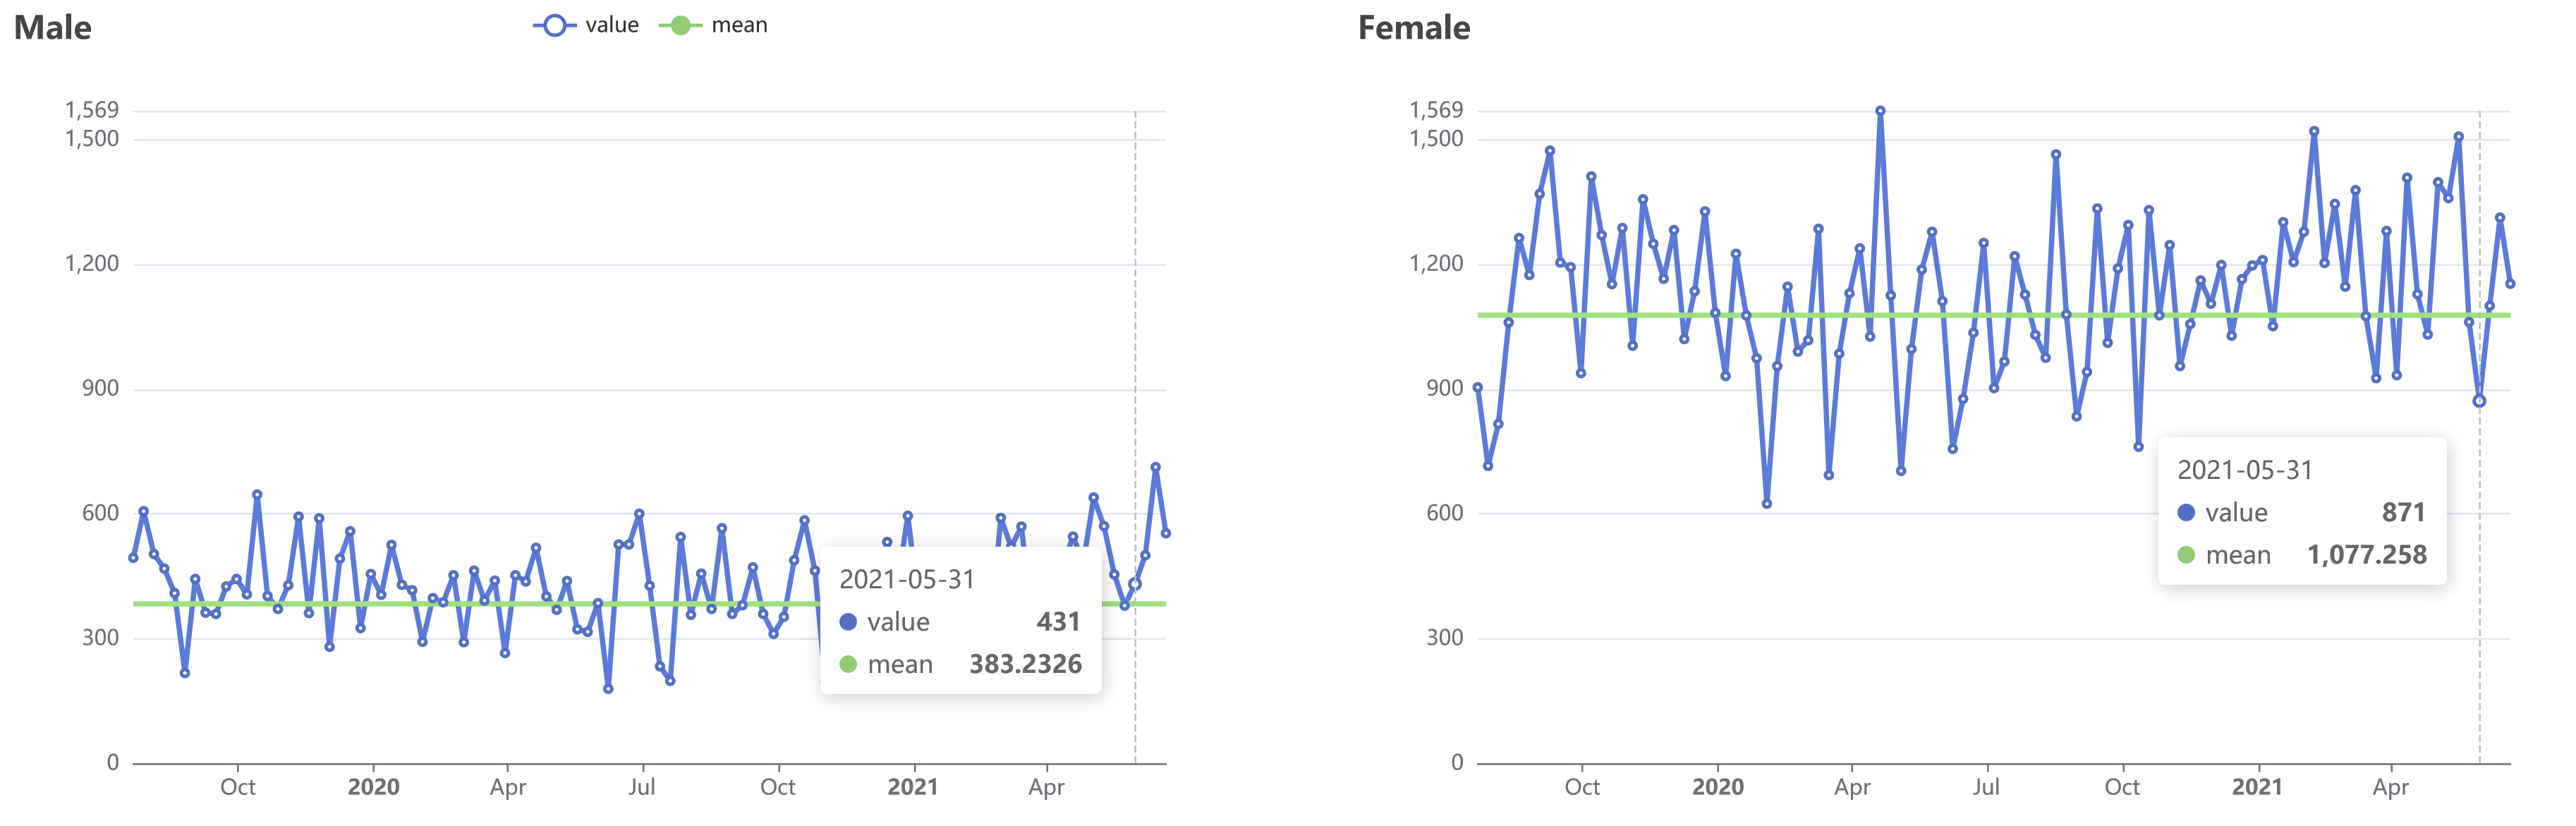 Male
value mean
1,569
1,500
1,200
900
600
300
0
Oct 2020 Apr Jul Oct 2021 Apr
2021-05-31
value 431
mean 383.2326
Female
1,569
1,500
1,200
900
600
300
0
Oct 2020 Apr Jul Oct 2021 Apr
2021-05-31
value 871
mean 1,077.258